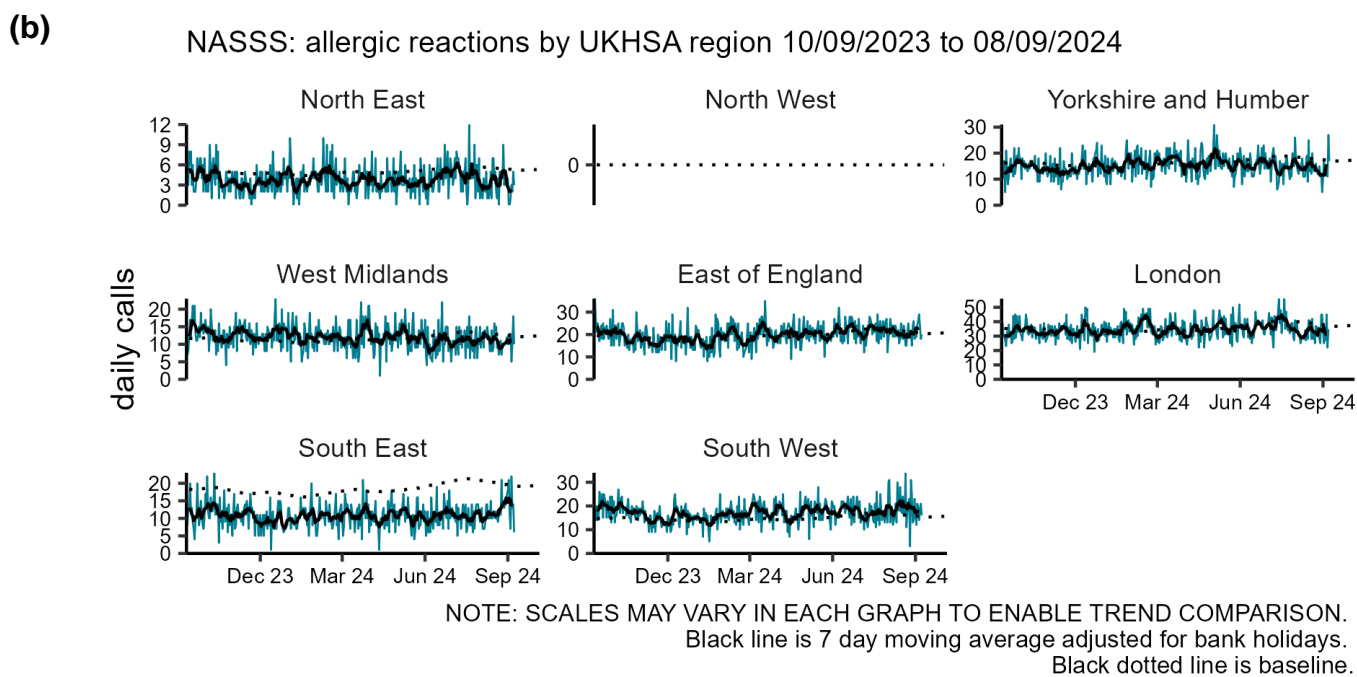 (b)
NASSS: allergic reactions by UKHSA region 10/09/2023 to 08/09/2024
daily calls
North East
12
9
6
3
0
North West
0
Yorkshire and Humber
30
20
10
0
West Midlands
20
15
10
5
0
East of England
30
20
10
0
London
50
40
30
20
10
0
Dec 23 Mar 24 Jun 24 Sep 24
South East
20
15
10
5
0
Dec 23 Mar 24 Jun 24 Sep 24
South West
30
20
10
0
Dec 23 Mar 24 Jun 24 Sep 24
NOTE: SCALES MAY VARY IN EACH GRAPH TO ENABLE TREND COMPARISON.
Black line is 7 day moving average adjusted for bank holidays.
Black dotted line is baseline.